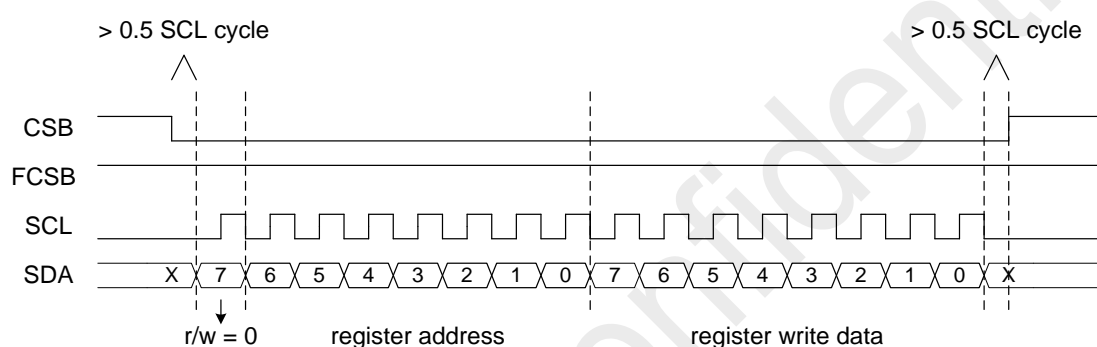 > 0.5 SCL cycle > 0.5 SCL cycle
CSB
FCSB
SCL
SDA X 7 6 5 4 3 2 1 0 7 6 5 4 3 2 1 0 X
r/w = 0 register address register write data